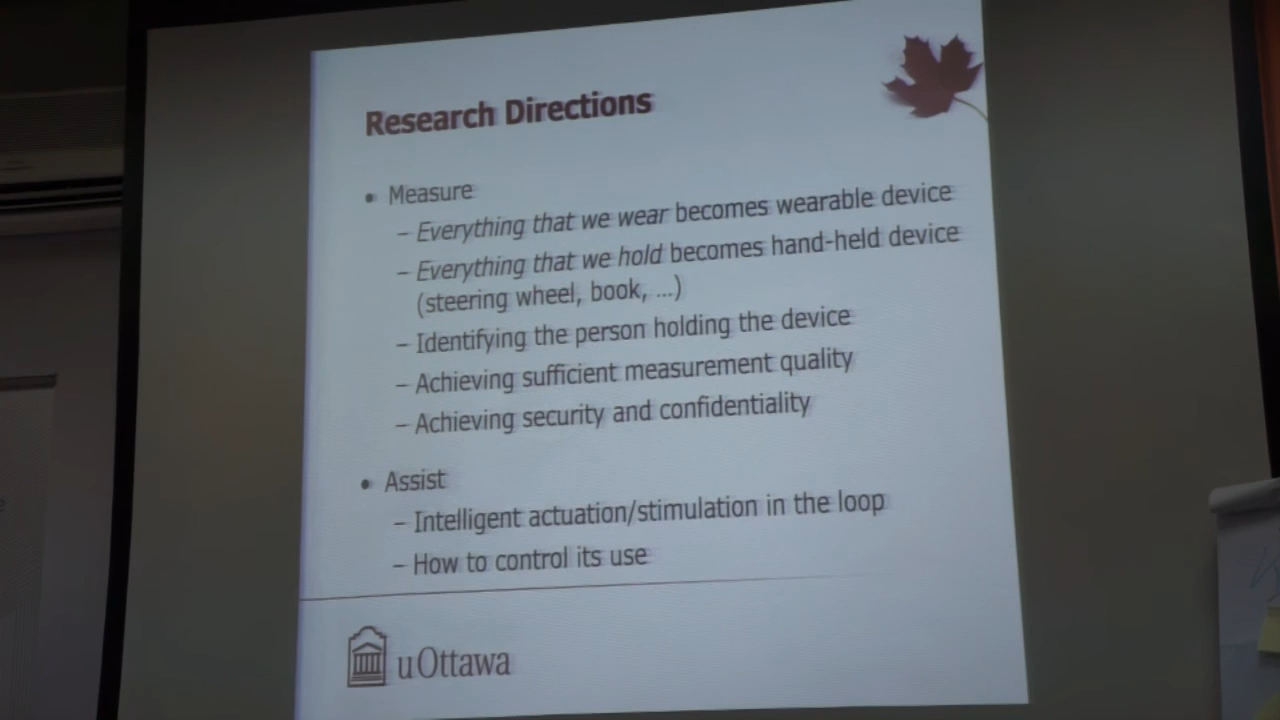 Research Directions
• Measure
– Everything that we wear becomes wearable device
– Everything that we hold becomes hand-held device
(steering wheel, book, ...)
– Identifying the person holding the device
– Achieving sufficient measurement quality
– Achieving security and confidentiality
• Assist
– Intelligent actuation/stimulation in the loop
– How to control its use
uOttawa